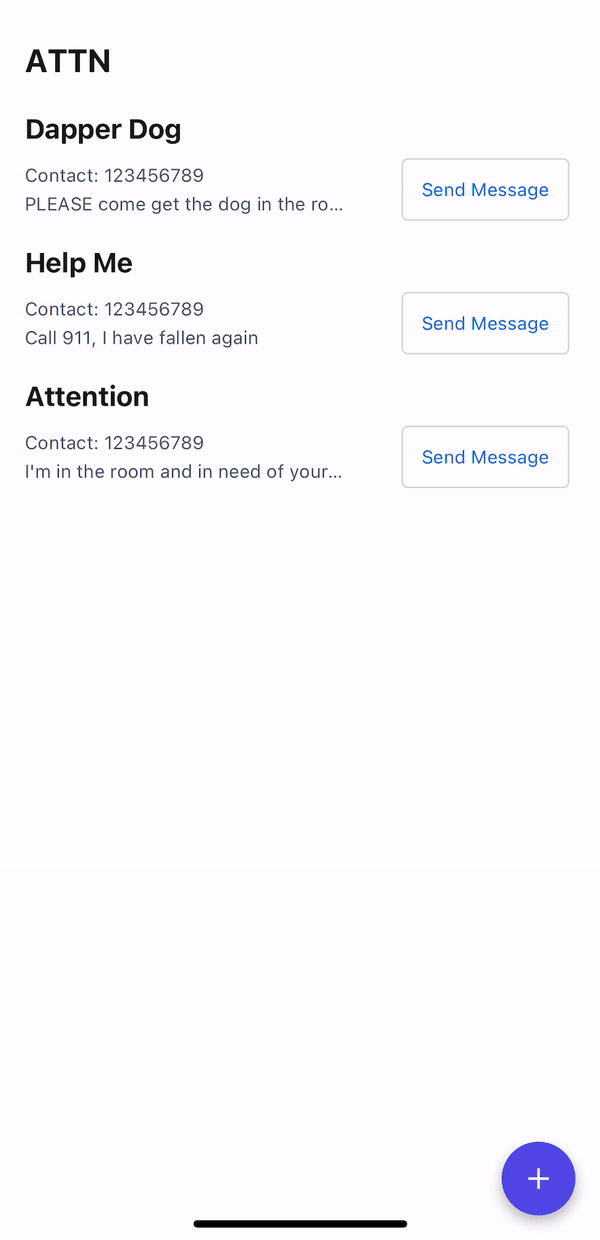 ATTN
Dapper Dog
Contact: 123456789
PLEASE come get the dog in the ro...
Send Message
Help Me
Contact: 123456789
Call 911, I have fallen again
Send Message
Attention
Contact: 123456789
I'm in the room and in need of your...
Send Message
+